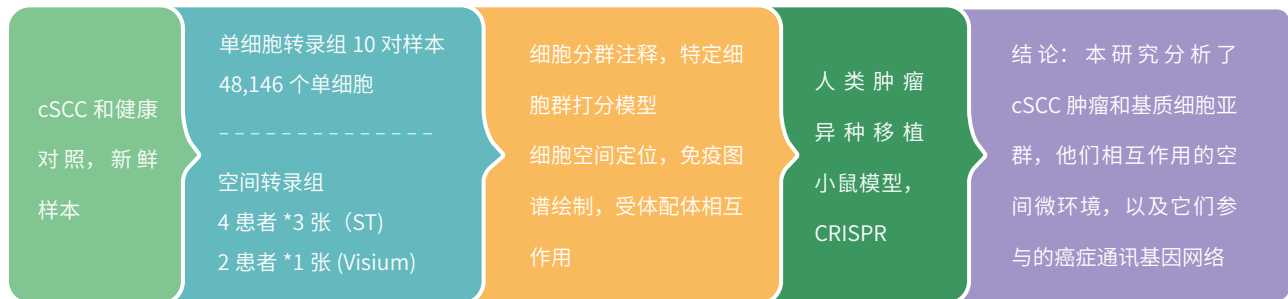 cSCC 和健康
对照，新鲜
样本
单细胞转录组 10 对样本
48,146 个单细胞
空间转录组
4 患者 *3 张（ST)
2 患者 *1 张 (Visium)
细胞分群注释，特定细
胞群打分模型
细胞空间定位，免疫图
谱绘制，受体配体相互
作用
人类肿瘤
异种移植
小鼠模型，
CRISPR
结论：本研究分析了
cSCC 肿瘤和基质细胞亚
群，他们相互作用的空
间微环境，以及它们参
与的癌症通讯基因网络